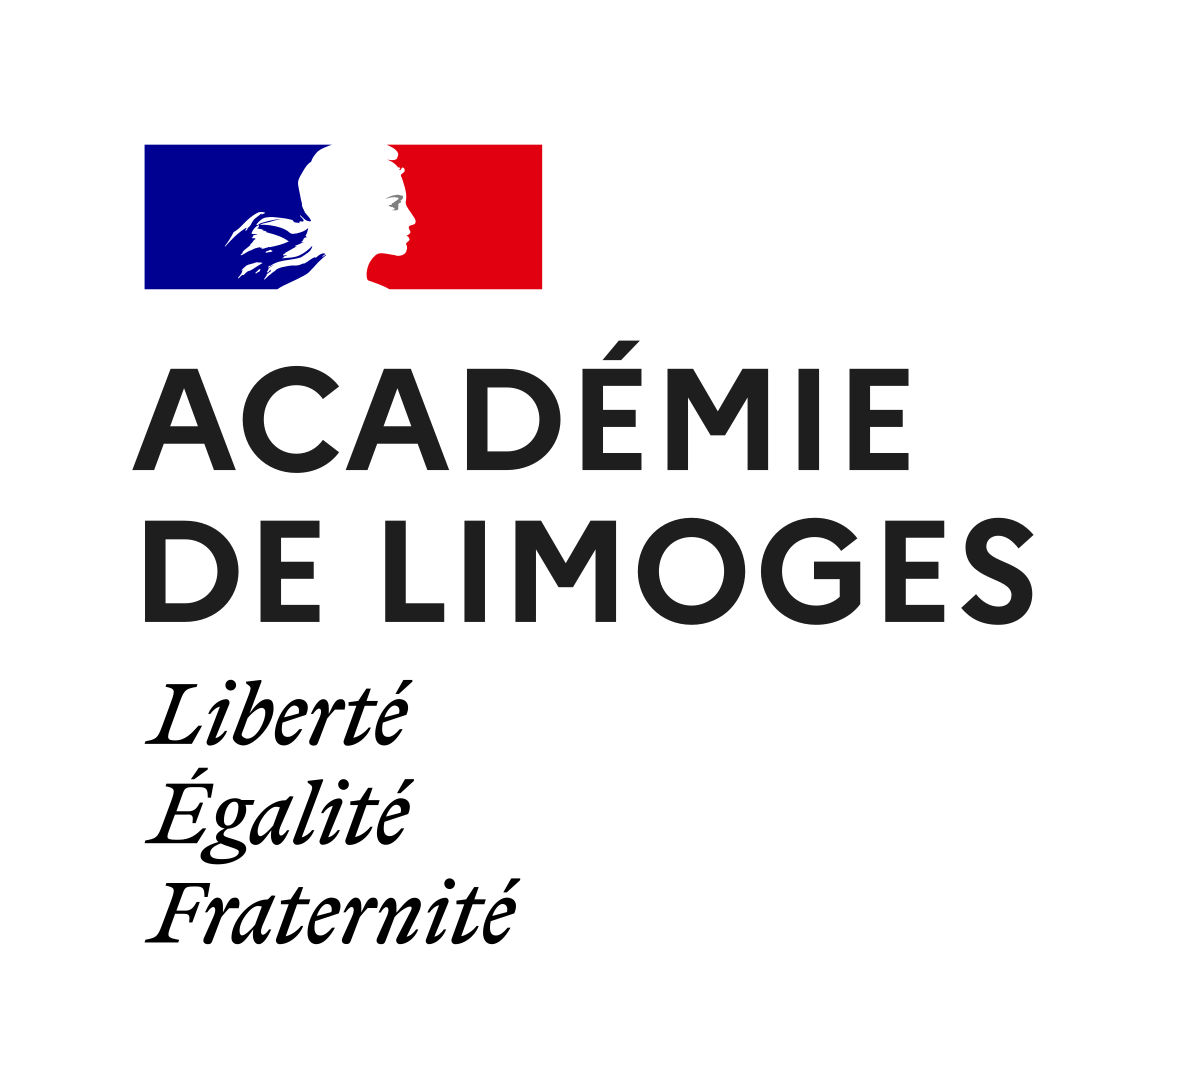 ACADÉMIE
DE LIMOGES
Liberté
Égalité
Fraternité